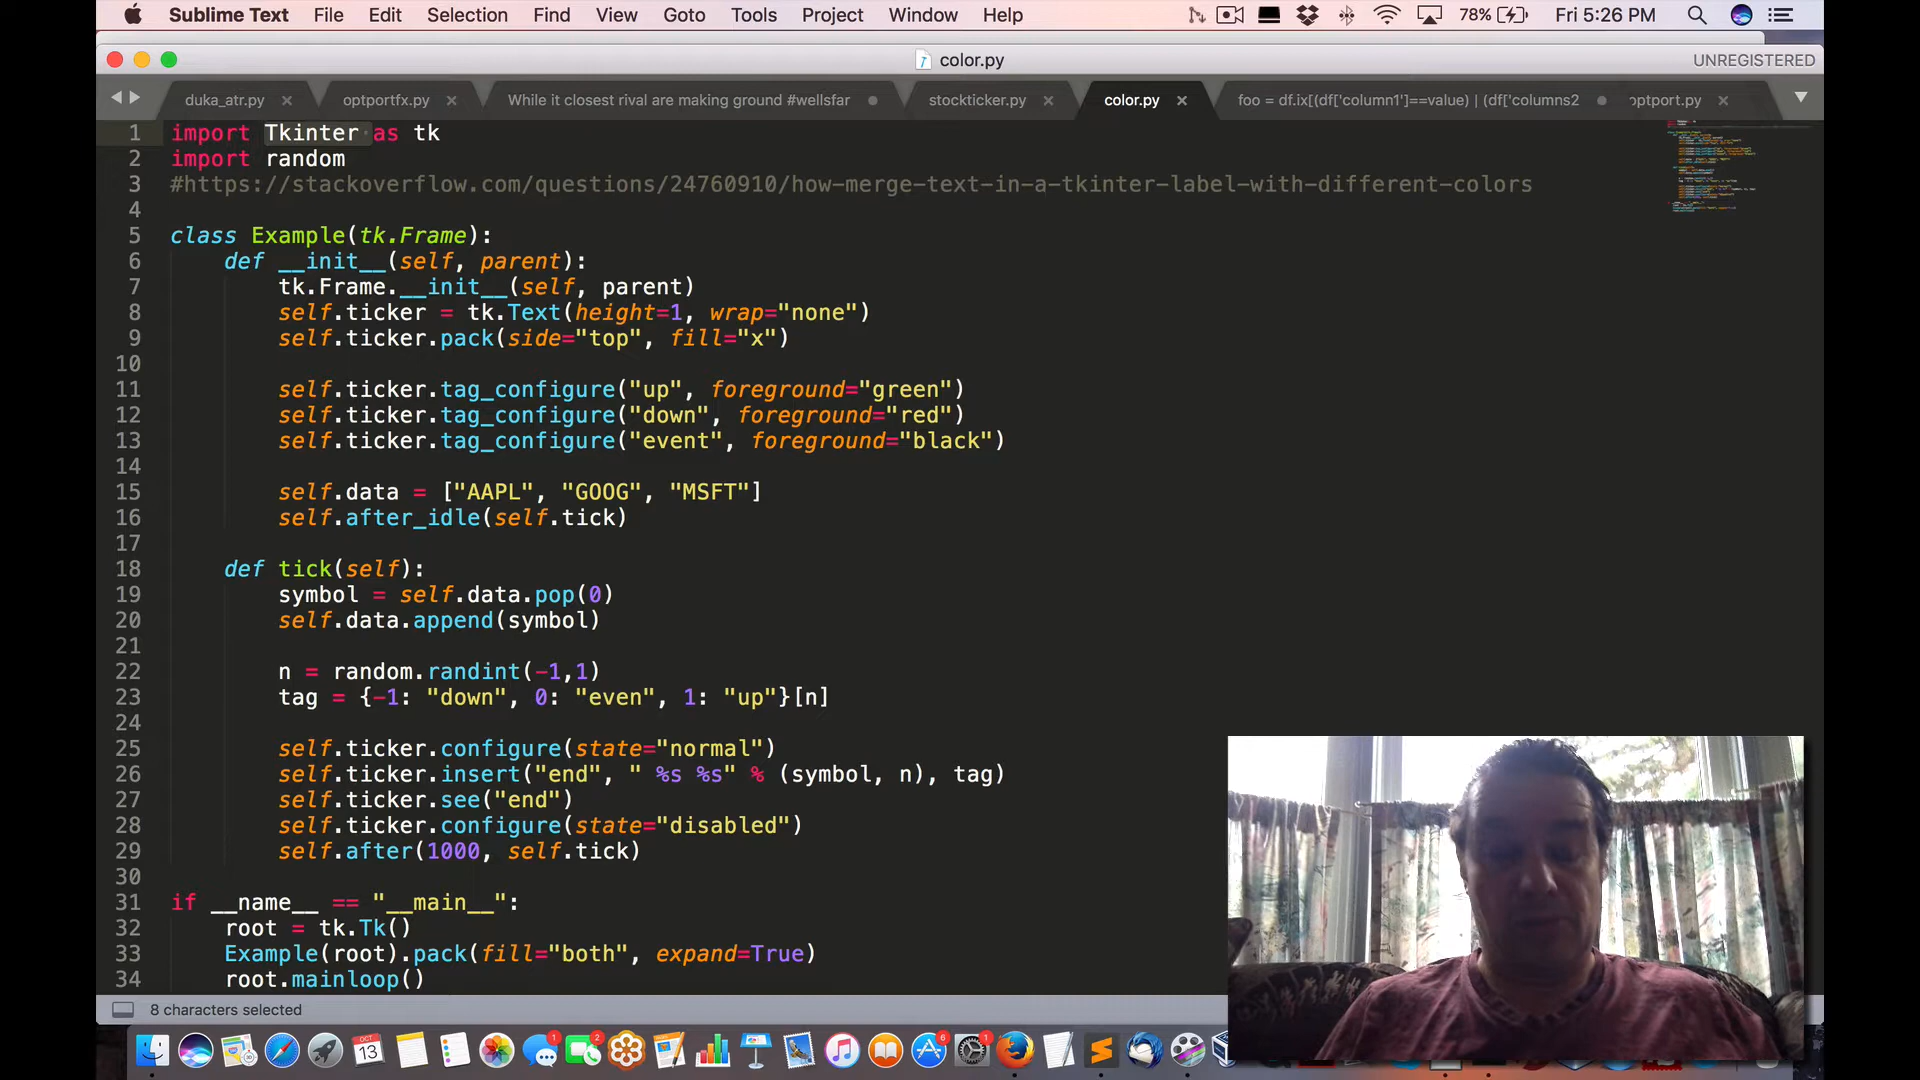 Sublime Text File Edit Selection Find View Goto Tools Project Window Help 78% Fri 5:26 PM
color.py UNREGISTERED
duka_atr.py optportfx.py While it closest rival are making ground #wellsfar stockticker.py color.py foo = df.ix[(df['column1']==value) | (df['columns2 optport.py
1 import Tkinter as tk
2 import random
3 #https://stackoverflow.com/questions/24760910/how-merge-text-in-a-tkinter-label-with-different-colors
4
5 class Example(tk.Frame):
6 def __init__(self, parent):
7 tk.Frame.__init__(self, parent)
8 self.ticker = tk.Text(height=1, wrap="none")
9 self.ticker.pack(side="top", fill="x")
10
11 self.ticker.tag_configure("up", foreground="green")
12 self.ticker.tag_configure("down", foreground="red")
13 self.ticker.tag_configure("event", foreground="black")
14
15 self.data = ["AAPL", "GOOG", "MSFT"]
16 self.after_idle(self.tick)
17
18 def tick(self):
19 symbol = self.data.pop(0)
20 self.data.append(symbol)
21
22 n = random.randint(-1,1)
23 tag = {-1: "down", 0: "even", 1: "up"}[n]
24
25 self.ticker.configure(state="normal")
26 self.ticker.insert("end", " %s %s" % (symbol, n), tag)
27 self.ticker.see("end")
28 self.ticker.configure(state="disabled")
29 self.after(1000, self.tick)
30
31 if __name__ == "__main__":
32 root = tk.Tk()
33 Example(root).pack(fill="both", expand=True)
34 root.mainloop()
8 characters selected
OCT 13 1 2 6 1